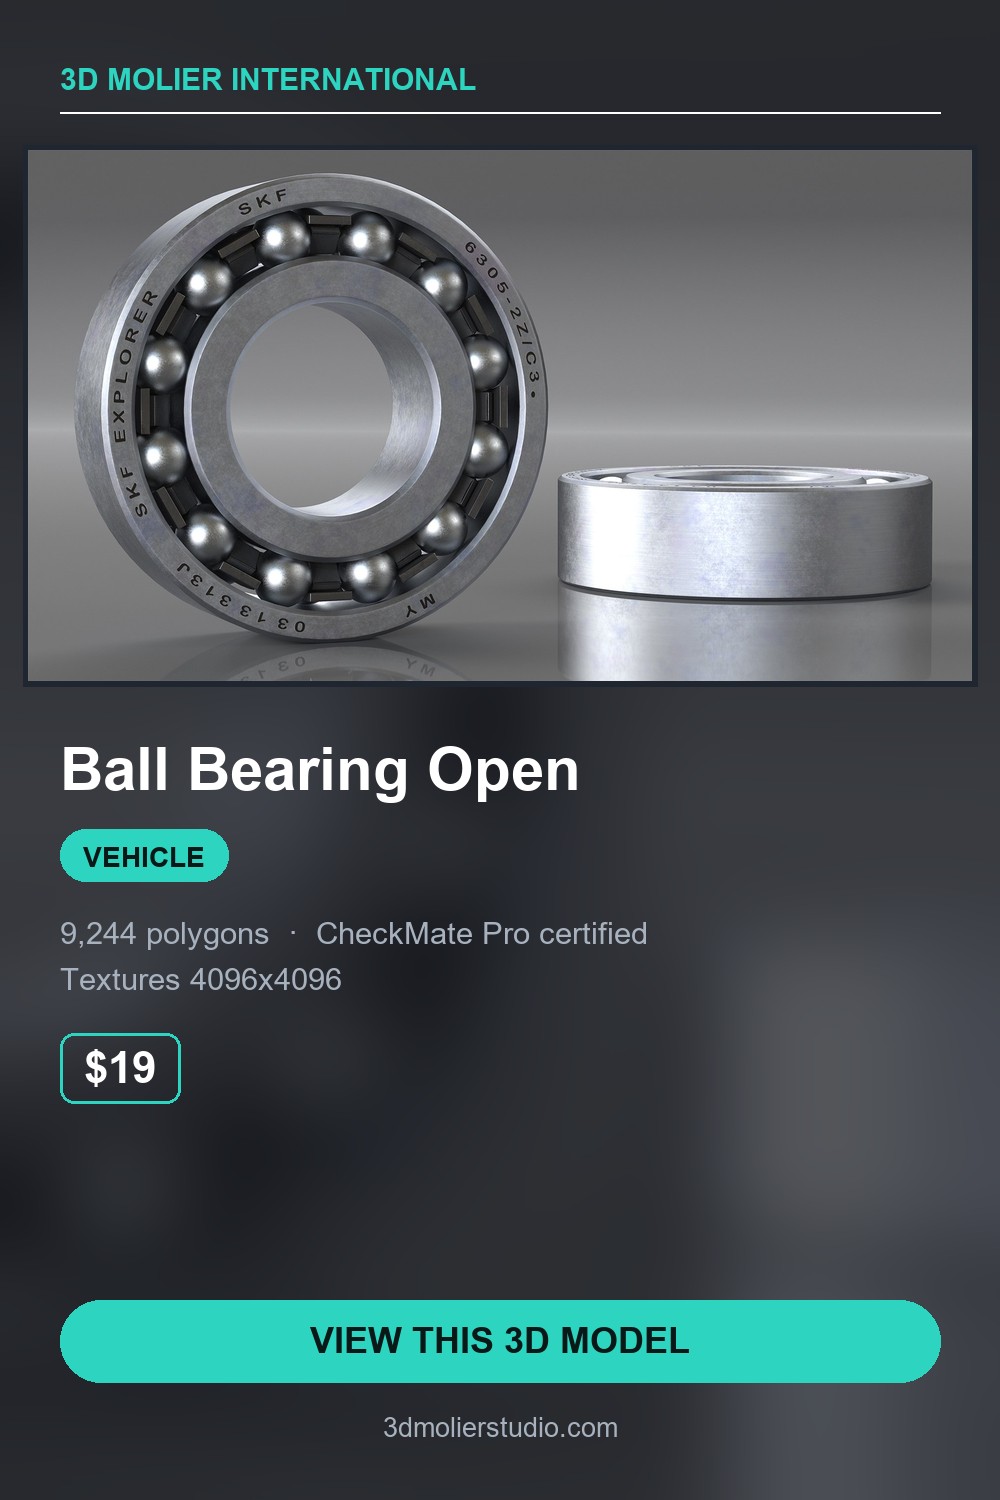 3D MOLIER INTERNATIONAL
SKF
6305-2Z/C3•
SKF EXPLORER
0313313J
MY
Ball Bearing Open
VEHICLE
9,244 polygons · CheckMate Pro certified
Textures 4096x4096
$19
VIEW THIS 3D MODEL
3dmolierstudio.com